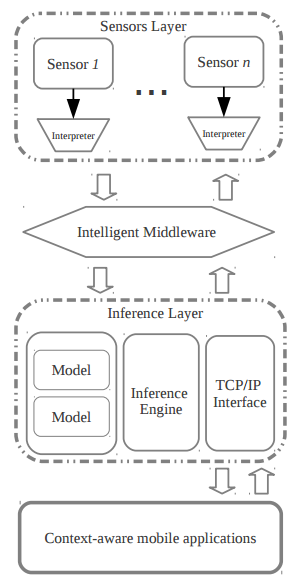 Sensors Layer
Sensor 1
Sensor n
...
Interpreter
Interpreter
Intelligent Middleware
Inference Layer
Model
Model
Inference
Engine
TCP/IP
Interface
Context-aware mobile applications